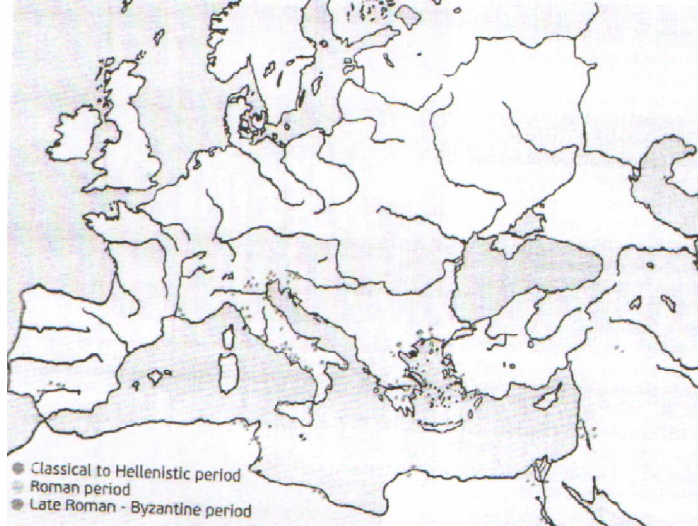 Classical to Hellenistic period
Roman period
Late Roman - Byzantine period